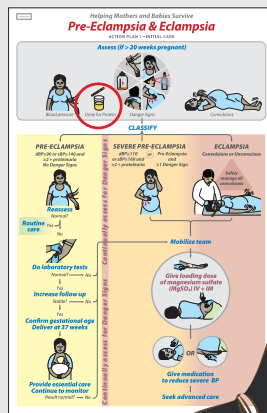 Helping Mothers and Babies Survive
Pre-Eclampsia & Eclampsia
ACTION PLAN 1 • INITIAL CARE
Assess (if > 20 weeks pregnant)
Blood pressure
Urine for Protein
Danger Signs
Convulsions
CLASSIFY
PRE-ECLAMPSIA
dBP≥90 or sBP≥140 and
>2 + proteinuria
No Danger Signs
Reassess
Normal?
Yes
No
Routine
care
Do laboratory tests
Normal?
No
Yes
Increase follow up
Stable?
No
Yes
Confirm gestational age
Deliver at 37 weeks
Provide essential care
Continue to monitor
Result normal?
No
Continually assess for Danger Signs
Continually assess for Danger Signs
SEVERE PRE-ECLAMPSIA
dBP≥110
or sBP≥160 and
≥2 + proteinuria
or
Pre-Eclampsia
and
≥1 Danger Sign
ECLAMPSIA
Convulsions or Unconscious
Safely
manage all
convulsions
Mobilize team
Give loading dose
of magnesium sulfate
(MgSO₄) IV + IM
OR
Give medication
to reduce severe BP
Seek advanced care